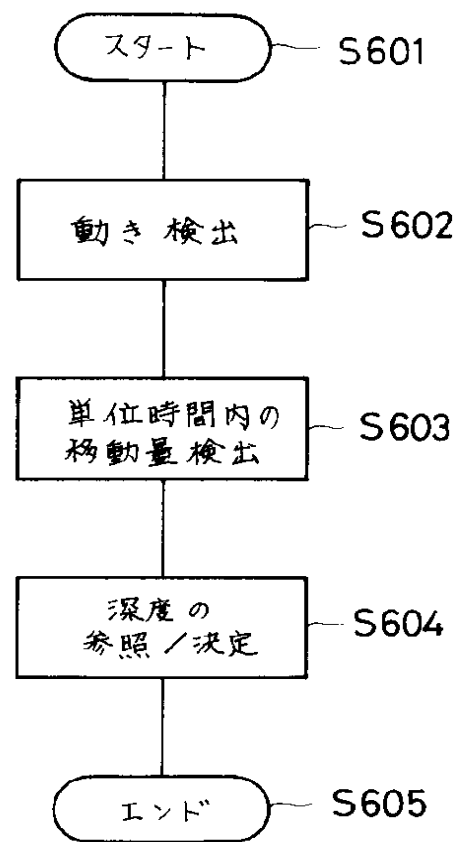 スタート
S601
動き検出
S602
単位時間内の
移動量検出
S603
深度の
参照/決定
S604
エンド
S605